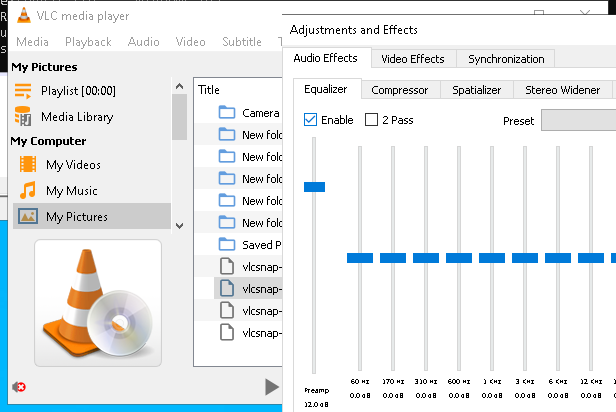 VLC media player
Media Playback Audio Video Subtitle
My Pictures
Playlist [00:00]
Media Library
My Computer
My Videos
My Music
My Pictures
Title
Camera
New fold
New fold
New fold
New fold
New fold
Saved P
vlcsnap-
vlcsnap-
vlcsnap-
vlcsnap-
Adjustments and Effects
Audio Effects Video Effects Synchronization
Equalizer Compressor Spatializer Stereo Widener
Enable 2 Pass Preset
60 Hz 170 Hz 310 Hz 600 Hz 1 KHz 3 KHz 6 KHz 12 KHz
Preamp 0.0 dB 0.0 dB 0.0 dB 0.0 dB 0.0 dB 0.0 dB 0.0 dB 0.0 dB
12.0 dB